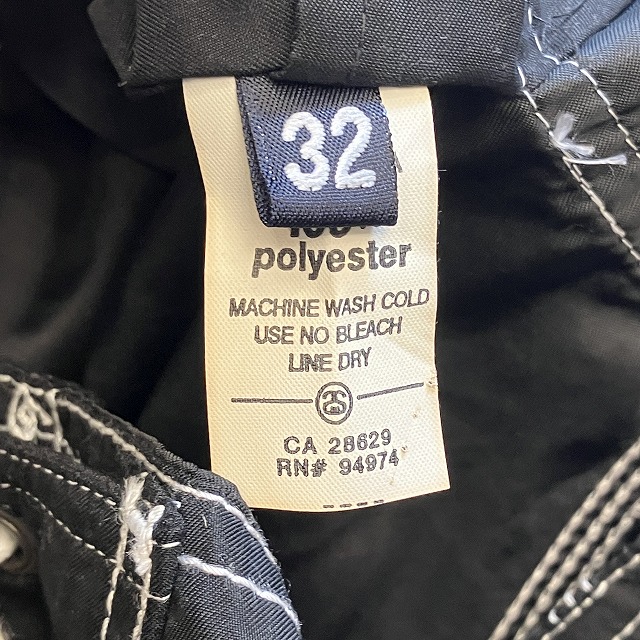 32
polyester
MACHINE WASH COLD
USE NO BLEACH
LINE DRY
CA 28629
RN# 94974